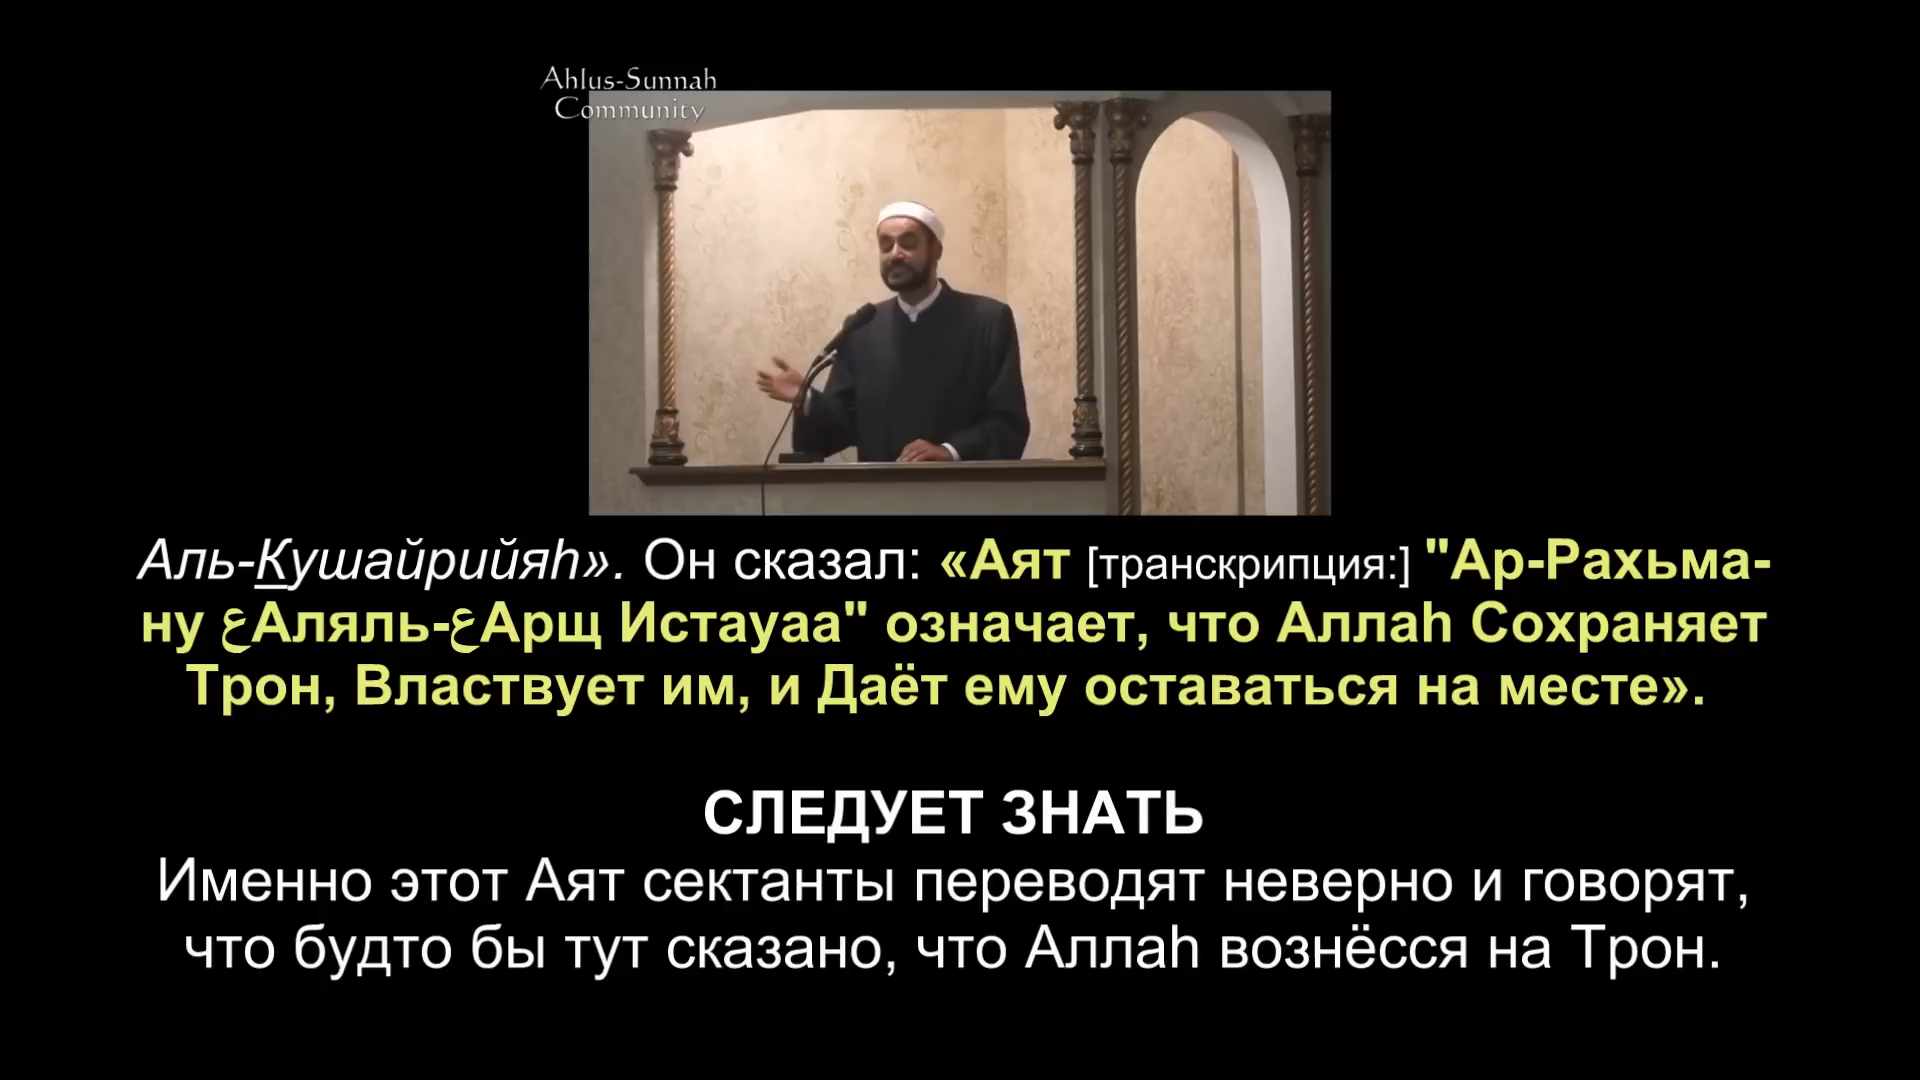 Ahlus-Sunnah
Community
Аль-Кушайрийяh». Он сказал: «Аят [транскрипция:] "Ар-Рахьма-
ну عАляль-عАрщ Истауаа" означает, что Аллаh Сохраняет
Трон, Властвует им, и Даёт ему оставаться на месте».
СЛЕДУЕТ ЗНАТЬ
Именно этот Аят сектанты переводят неверно и говорят,
что будто бы тут сказано, что Аллаh вознёсся на Трон.